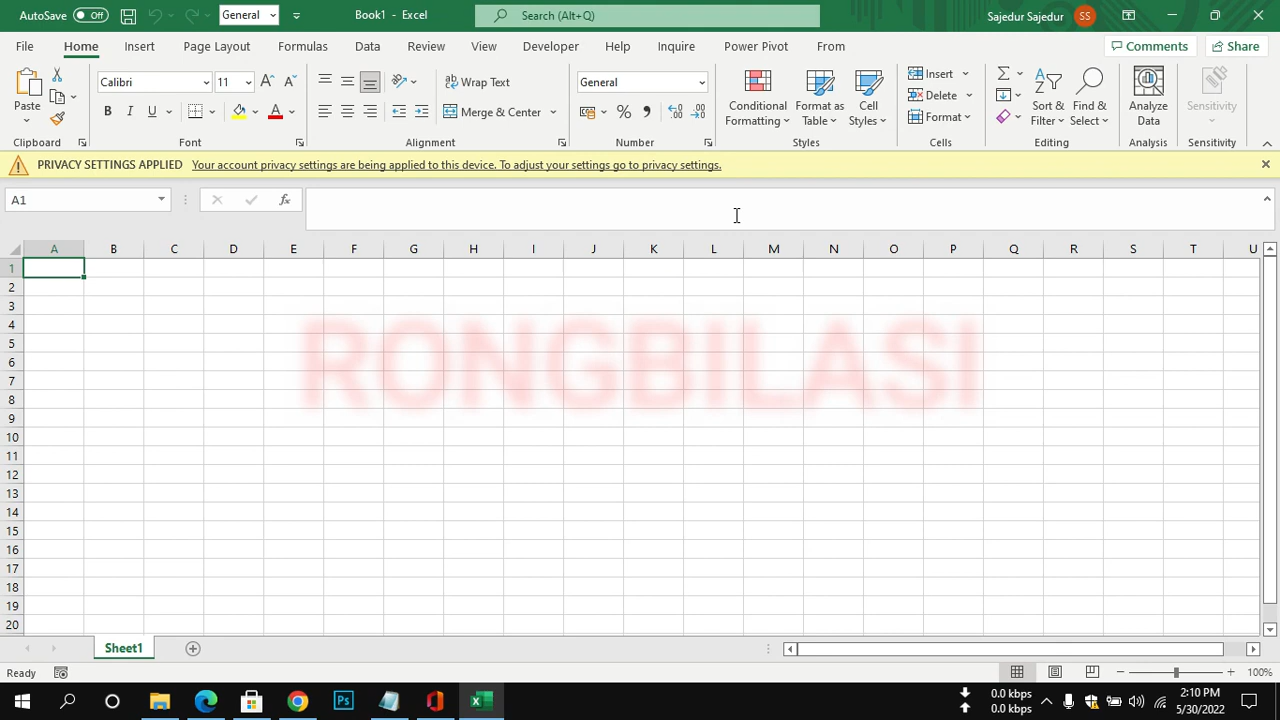 AutoSave Off General Book1 - Excel Search (Alt+Q) Sajedur Sajedur SS
File Home Insert Page Layout Formulas Data Review View Developer Help Inquire Power Pivot From Comments Share
Paste Calibri 11 Wrap Text General Conditional Formatting Format as Table Cell Styles Insert Sort & Filter Find & Select Analyze Data Sensitivity
B I U A Merge & Center % Delete
Format
Clipboard Font Alignment Number Styles Cells Editing Analysis Sensitivity
PRIVACY SETTINGS APPLIED Your account privacy settings are being applied to this device. To adjust your settings go to privacy settings.
A1 fx
A B C D E F G H I J K L M N O P Q R S T U
1
2
3
4
5
6
7
8
9
10
11
12
13
14
15
16
17
18
19
20
RONGBILASI
Sheet1
Ready 100%
0.0 kbps 2:10 PM
0.0 kbps 5/30/2022